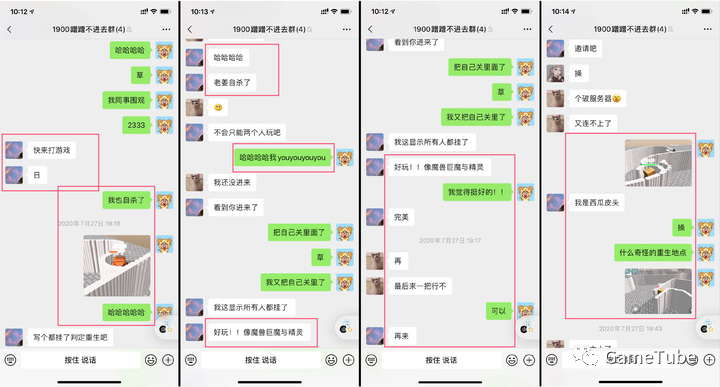 10:12
1900蹭蹭不进去群(4)
哈哈哈哈
草
我同事围观
2333
快来打游戏
日
我也自杀了
2020年7月27日 19:18
哈哈哈哈哈
写个都挂了判定重生吧
按住 说话
10:13
1900蹭蹭不进去群(4)
哈哈哈哈
老姜自杀了
不会只能两个人玩吧
哈哈哈哈我youyouyouyou
我还没进来
看到你进来了
把自己关里面了
草
我又把自己关了
我这显示所有人都挂了
好玩！！像魔兽巨魔与精灵
按住 说话
10:12
1900蹭蹭不进去群(4)
看到你进来了
把自己关里面了
草
我又把自己关了
我这显示所有人都挂了
好玩！！像魔兽巨魔与精灵
我觉得挺好的！！
完美
2020年7月27日 19:17
再
最后来一把行不
可以
再来
按住 说话
10:14
1900蹭蹭不进去群(4)
邀请吧
操
个破服务器
又连不上了
我是西瓜皮头
操
什么奇怪的重生地点
2020年7月27日 19:43
按住
GameTube